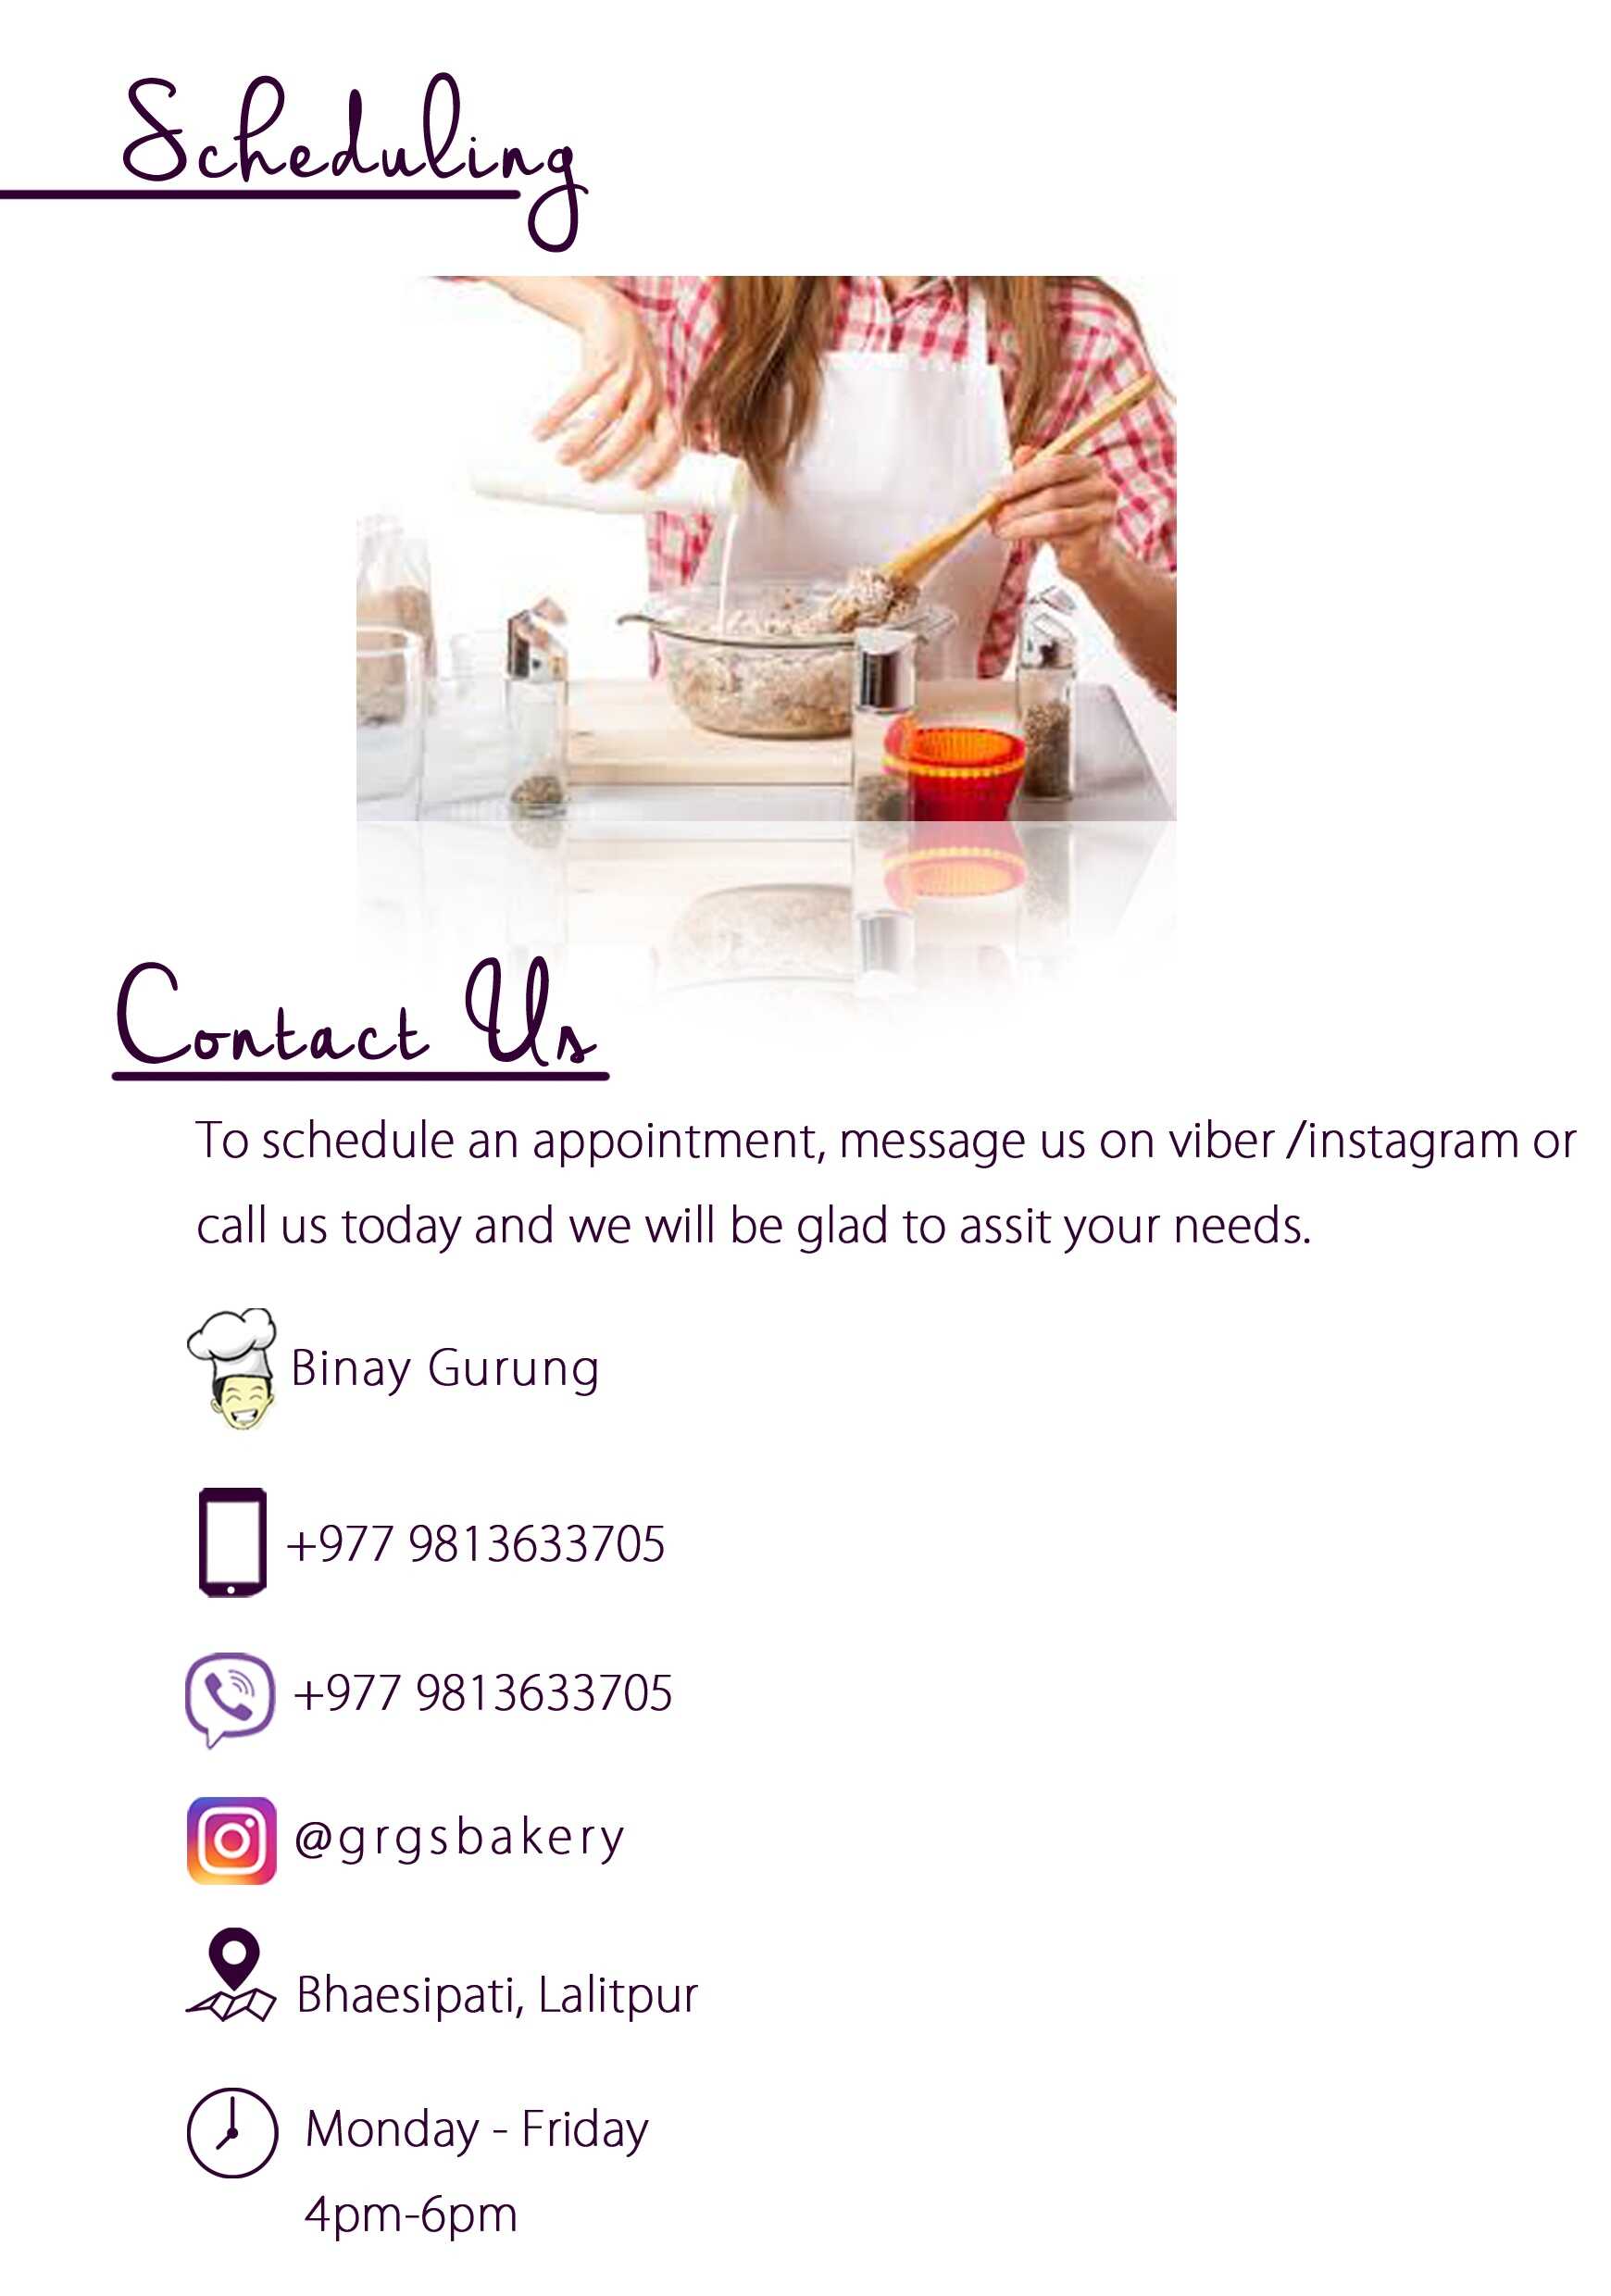 Scheduling
Contact Us
To schedule an appointment, message us on viber /instagram or
call us today and we will be glad to assit your needs.
Binay Gurung
+977 9813633705
+977 9813633705
@grgsbakery
Bhaesipati, Lalitpur
Monday - Friday
4pm-6pm